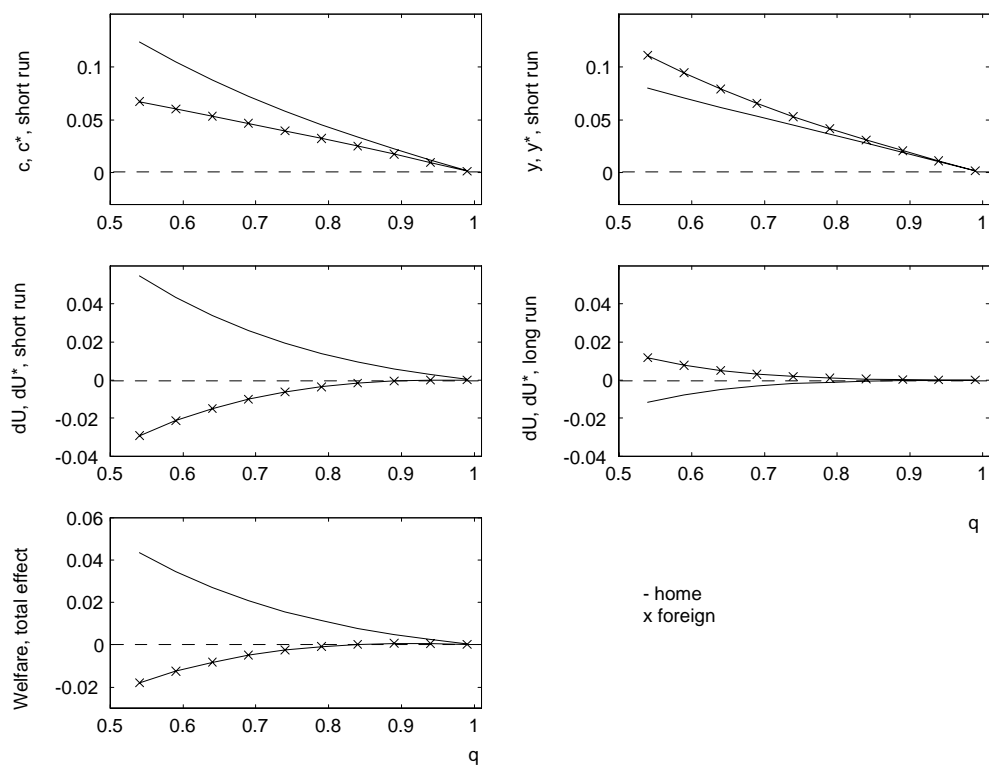 c, c*, short run
0.1
0.05
0
0.5 0.6 0.7 0.8 0.9 1
y, y*, short run
0.1
0.05
0
0.5 0.6 0.7 0.8 0.9 1
dU, dU*, short run
0.04
0.02
0
-0.02
-0.04
0.5 0.6 0.7 0.8 0.9 1
dU, dU*, long run
0.04
0.02
0
-0.02
-0.04
0.5 0.6 0.7 0.8 0.9 1
q
Welfare, total effect
0.06
0.04
0.02
0
-0.02
0.5 0.6 0.7 0.8 0.9 1
q
- home
x foreign